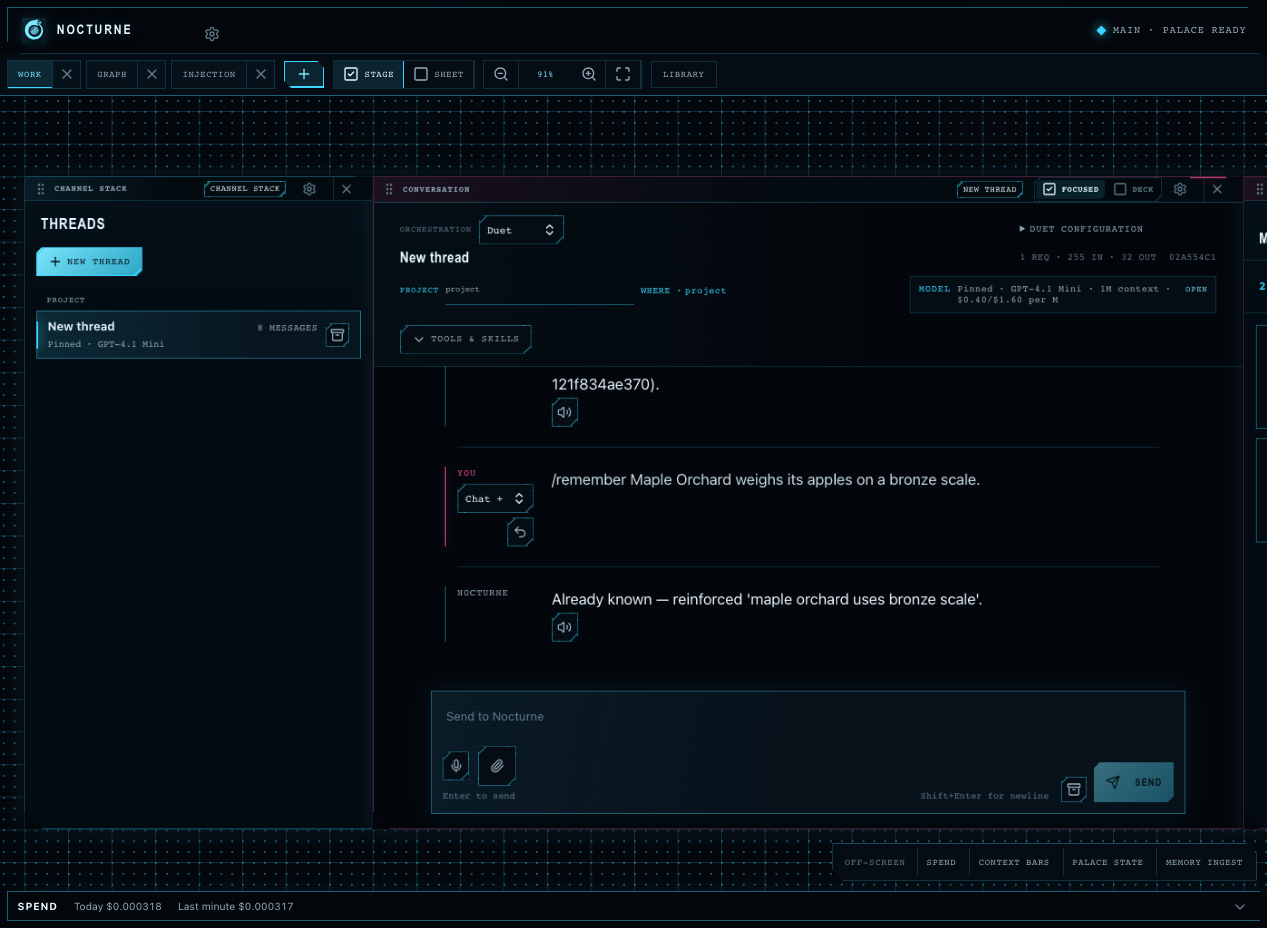 NOCTURNE
MAIN · PALACE READY
WORK
GRAPH
INJECTION
STAGE
SHEET
91%
LIBRARY
CHANNEL STACK
CHANNEL STACK
THREADS
NEW THREAD
PROJECT
New thread
8 MESSAGES
Pinned · GPT-4.1 Mini
CONVERSATION
NEW THREAD
FOCUSED
DECK
ORCHESTRATION
Duet
DUET CONFIGURATION
New thread
1 REQ · 255 IN · 32 OUT 02A554C1
PROJECT project
WHERE · project
MODEL Pinned · GPT-4.1 Mini · 1M context ·
$0.40/$1.60 per M
OPEN
TOOLS & SKILLS
121f834ae370).
YOU
/remember Maple Orchard weighs its apples on a bronze scale.
Chat +
NOCTURNE
Already known — reinforced 'maple orchard uses bronze scale'.
Send to Nocturne
Enter to send
Shift+Enter for newline
SEND
M
2
OFF-SCREEN
SPEND
CONTEXT BARS
PALACE STATE
MEMORY INGEST
SPEND Today $0.000318 Last minute $0.000317